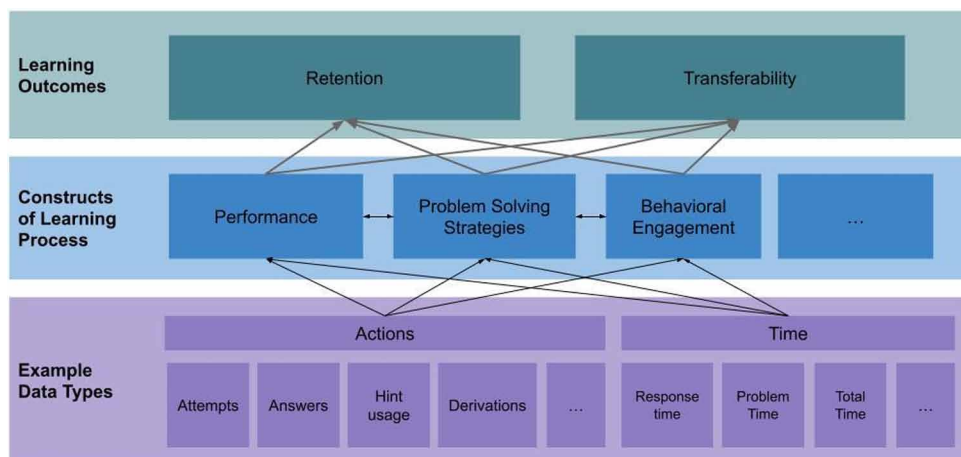 Learning
Outcomes
Retention
Transferability
Constructs
of Learning
Process
Performance
Problem Solving
Strategies
Behavioral
Engagement
…
Example
Data Types
Actions
Time
Attempts
Answers
Hint
usage
Derivations
…
Response
time
Problem
Time
Total
Time
…